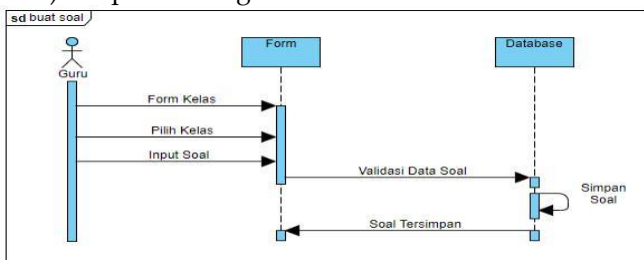 sd buat soal
Guru
Form
Database
Form Kelas
Pilih Kelas
Input Soal
Validasi Data Soal
Simpan
Soal
Soal Tersimpan